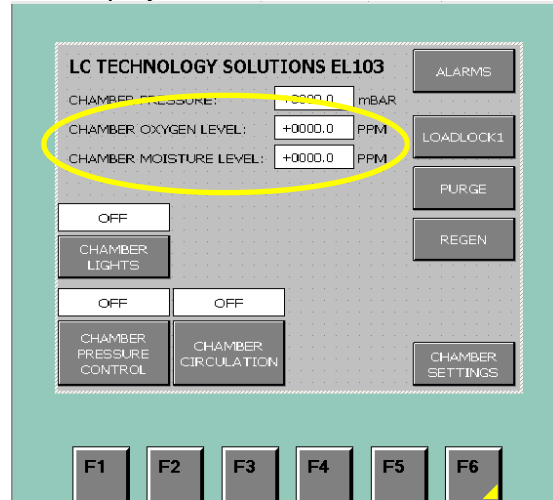 LC TECHNOLOGY SOLUTIONS EL103
ALARMS
CHAMBER PRESSURE: +0000.0 mBAR
CHAMBER OXYGEN LEVEL: +0000.0 PPM
LOADLOCK1
CHAMBER MOISTURE LEVEL: +0000.0 PPM
PURGE
OFF
REGEN
CHAMBER
LIGHTS
OFF OFF
CHAMBER
PRESSURE
CONTROL
CHAMBER
CIRCULATION
CHAMBER
SETTINGS
F1 F2 F3 F4 F5 F6